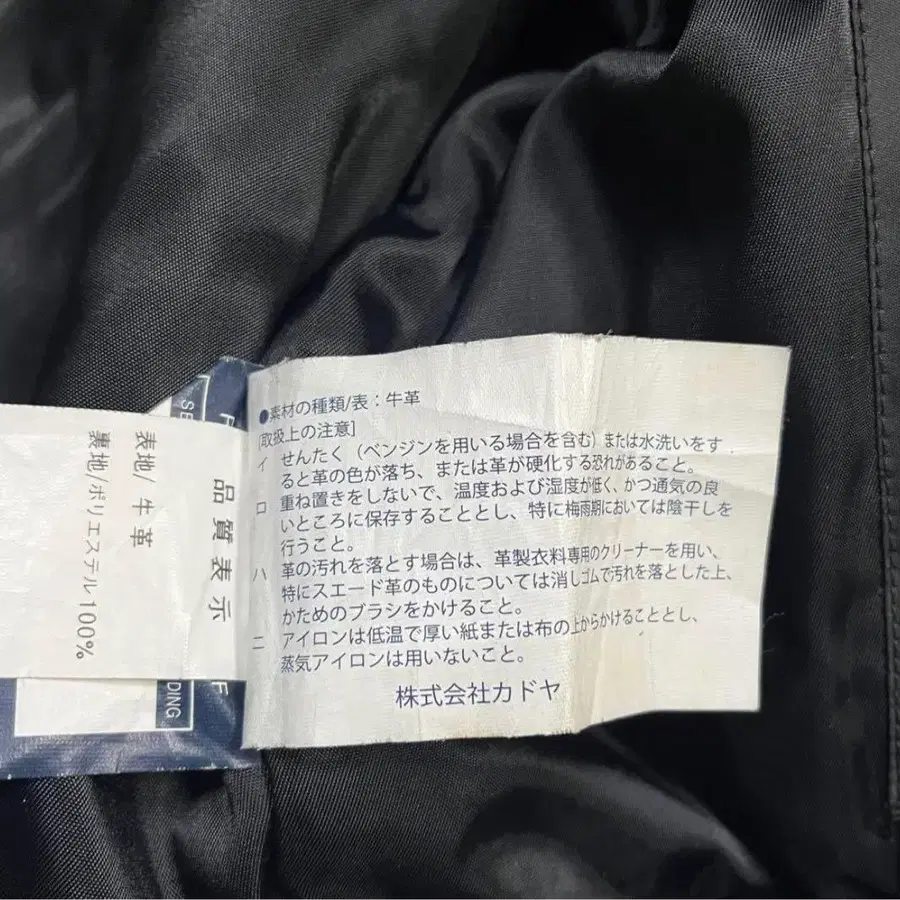 ●素材の種類/表：牛革
[取扱上の注意]
イ せんたく（ベンジンを用いる場合を含む）または水洗いをす
ると革の色が落ち、または革が硬化する恐れがあること。
ロ 重ね置きをしないで、温度および湿度が低く、かつ通気の良
いところに保存することとし、特に梅雨期においては陰干しを
行うこと。
ハ 革の汚れを落とす場合は、革製衣料専用のクリーナーを用い、
特にスエード革のものについては消しゴムで汚れを落とした上、
かためのブラシをかけること。
ニ アイロンは低温で厚い紙または布の上からかけることとし、
蒸気アイロンは用いないこと。
株式会社カドヤ
品質表示
表地/ 牛革
裏地/ポリエステル100%
SE
F
DING
F